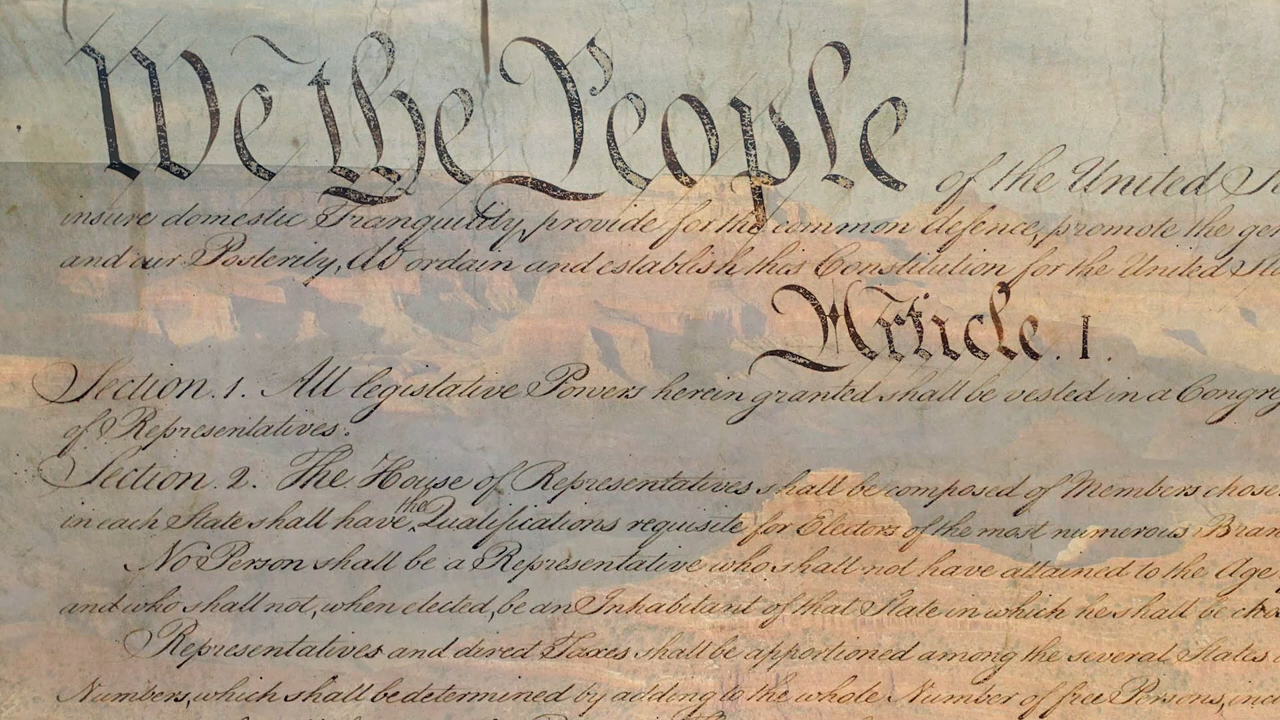 We the People of the United S
insure domestic Tranquility, provide for the common defence, promote the gen
and our Posterity, do ordain and establish this Constitution for the United Sta
Article. I.
Section. 1. All legislative Powers herein granted shall be vested in a Congre
of Representatives.
Section. 2. The House of Representatives shall be composed of Members chose
in each State shall have the Qualifications requisite for Electors of the most numerous Bran
No Person shall be a Representative who shall not have attained to the Age
and who shall not, when elected, be an Inhabitant of that State in which he shall be cho
Representatives and direct Taxes shall be apportioned among the several States
Numbers, which shall be determined by adding to the whole Number of free Persons, inc